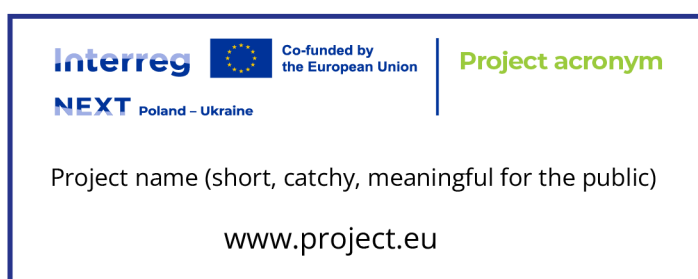 Interreg
Co-funded by
the European Union
Project acronym
NEXT Poland – Ukraine
Project name (short, catchy, meaningful for the public)
www.project.eu